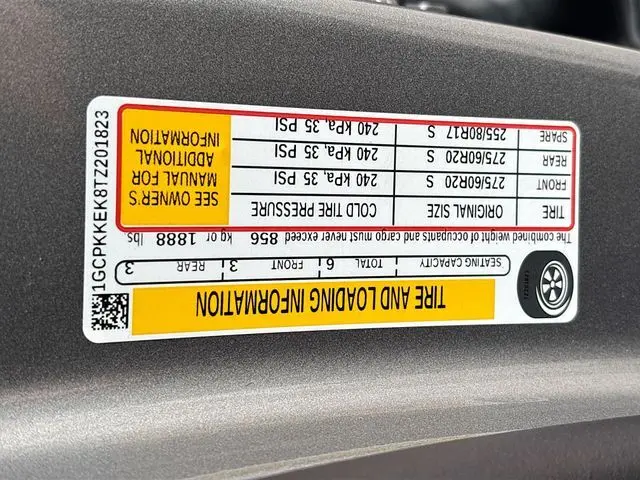 TIRE AND LOADING INFORMATION
SEATING CAPACITY TOTAL 6 FRONT 3 REAR 3
The combined weight of occupants and cargo must never exceed 856 kg or 1888 lbs
TIRE ORIGINAL SIZE COLD TIRE PRESSURE
FRONT 275/60R20 S 240 kPa, 35 PSI
REAR 275/60R20 S 240 kPa, 35 PSI
SPARE 255/80R17 S 240 kPa, 35 PSI
SEE OWNER'S
MANUAL FOR
ADDITIONAL
INFORMATION
1GCPKKEK8TZ201823